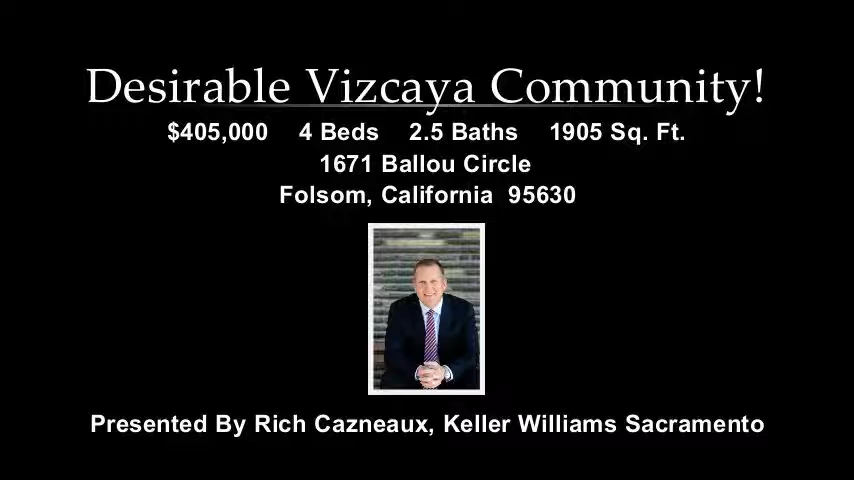 Desirable Vizcaya Community!
$405,000 4 Beds 2.5 Baths 1905 Sq. Ft.
1671 Ballou Circle
Folsom, California 95630
Presented By Rich Cazneaux, Keller Williams Sacramento